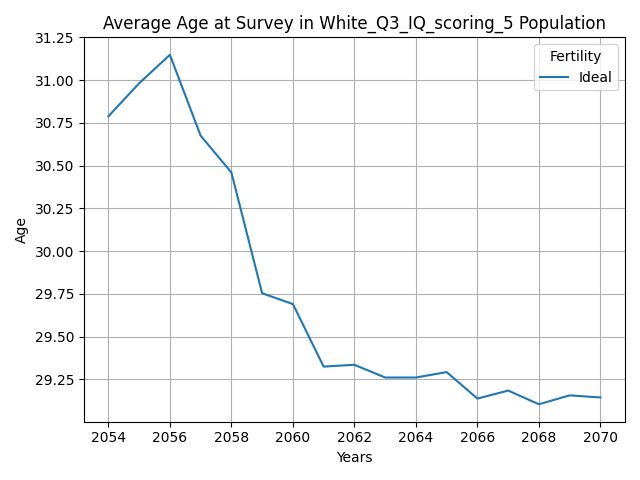 Average Age at Survey in White_Q3_IQ_scoring_5 Population
31.25
31.00
30.75
30.50
30.25
30.00
29.75
29.50
29.25
Age
Fertility
Ideal
2054 2056 2058 2060 2062 2064 2066 2068 2070
Years